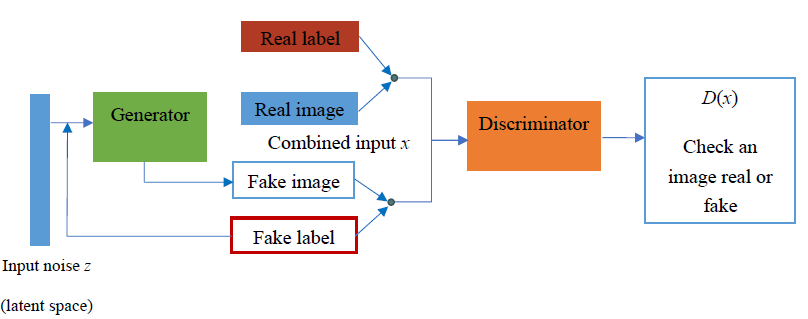 Real label
Generator
Real image
Discriminator
D(x)
Combined input x
Check an
image real or
fake
Fake image
Fake label
Input noise z
(latent space)